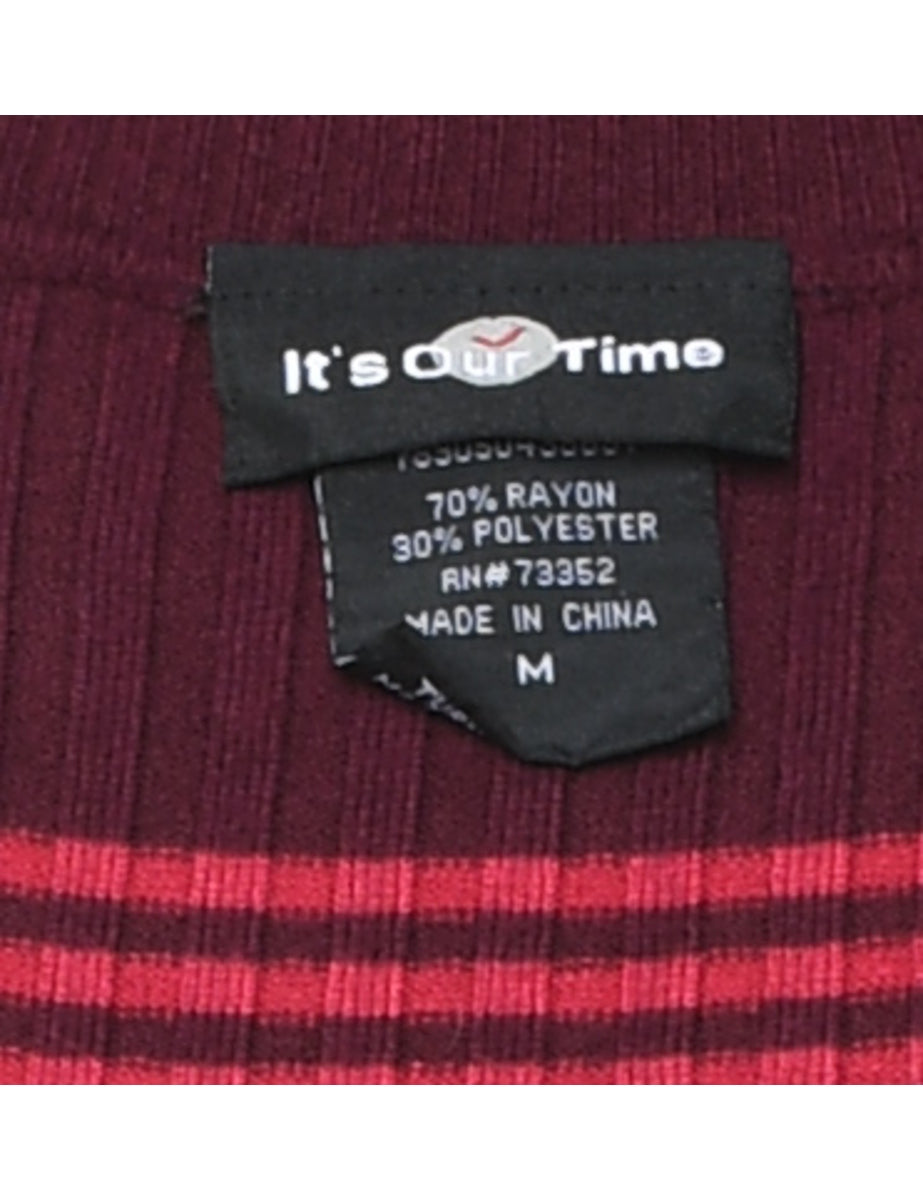 It's Our Time
70% RAYON
30% POLYESTER
RN#73352
MADE IN CHINA
M